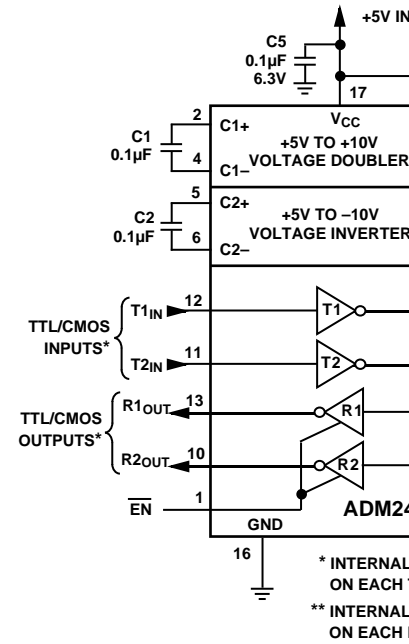 +5V IN
C5
0.1µF
6.3V
17
VCC
2
C1+
C1
0.1µF
+5V TO +10V
VOLTAGE DOUBLER
4
C1–
5
C2+
C2
0.1µF
+5V TO –10V
VOLTAGE INVERTER
6
C2–
TTL/CMOS
INPUTS*
T1IN
12
T1
T2IN
11
T2
TTL/CMOS
OUTPUTS*
R1OUT
13
R1
R2OUT
10
R2
EN
1
ADM24
GND
16
* INTERNAL
ON EACH
** INTERNAL
ON EACH